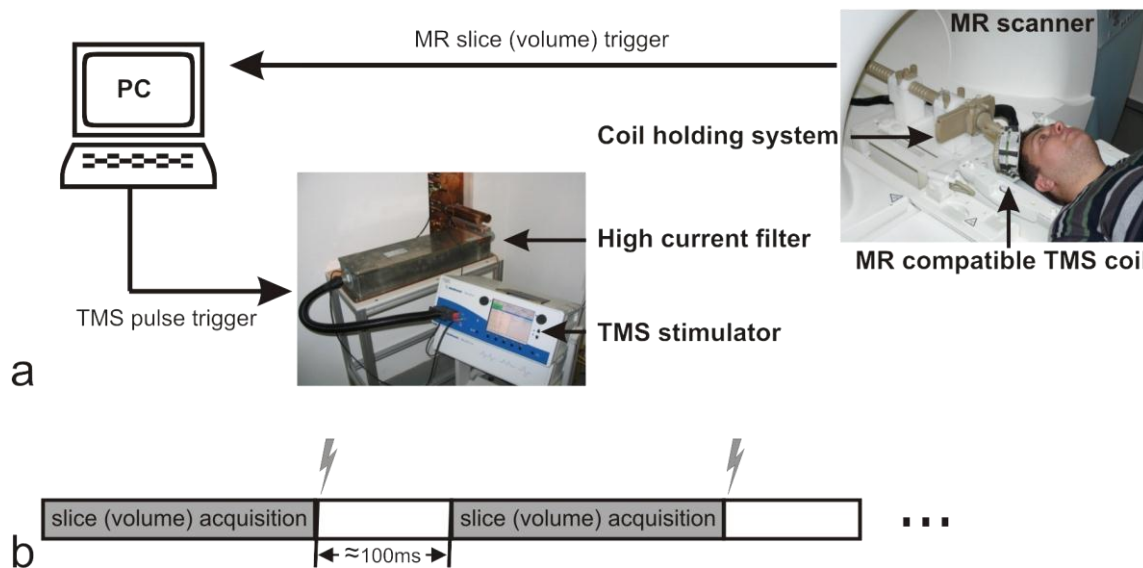 MR slice (volume) trigger
MR scanner
PC
Coil holding system
High current filter
MR compatible TMS coil
TMS pulse trigger
TMS stimulator
a
slice (volume) acquisition
slice (volume) acquisition
...
≈100ms
b